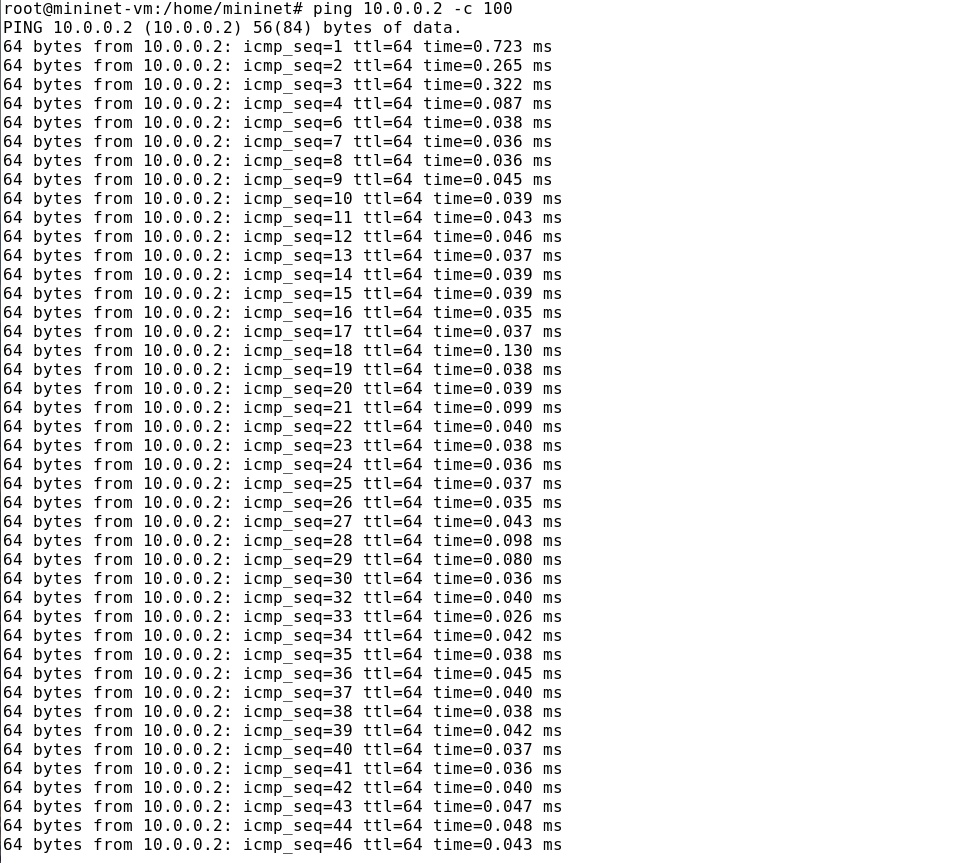 root@mininet-vm:/home/mininet# ping 10.0.0.2 -c 100
PING 10.0.0.2 (10.0.0.2) 56(84) bytes of data.
64 bytes from 10.0.0.2: icmp_seq=1 ttl=64 time=0.723 ms
64 bytes from 10.0.0.2: icmp_seq=2 ttl=64 time=0.265 ms
64 bytes from 10.0.0.2: icmp_seq=3 ttl=64 time=0.322 ms
64 bytes from 10.0.0.2: icmp_seq=4 ttl=64 time=0.087 ms
64 bytes from 10.0.0.2: icmp_seq=6 ttl=64 time=0.038 ms
64 bytes from 10.0.0.2: icmp_seq=7 ttl=64 time=0.036 ms
64 bytes from 10.0.0.2: icmp_seq=8 ttl=64 time=0.036 ms
64 bytes from 10.0.0.2: icmp_seq=9 ttl=64 time=0.045 ms
64 bytes from 10.0.0.2: icmp_seq=10 ttl=64 time=0.039 ms
64 bytes from 10.0.0.2: icmp_seq=11 ttl=64 time=0.043 ms
64 bytes from 10.0.0.2: icmp_seq=12 ttl=64 time=0.046 ms
64 bytes from 10.0.0.2: icmp_seq=13 ttl=64 time=0.037 ms
64 bytes from 10.0.0.2: icmp_seq=14 ttl=64 time=0.039 ms
64 bytes from 10.0.0.2: icmp_seq=15 ttl=64 time=0.039 ms
64 bytes from 10.0.0.2: icmp_seq=16 ttl=64 time=0.035 ms
64 bytes from 10.0.0.2: icmp_seq=17 ttl=64 time=0.037 ms
64 bytes from 10.0.0.2: icmp_seq=18 ttl=64 time=0.130 ms
64 bytes from 10.0.0.2: icmp_seq=19 ttl=64 time=0.038 ms
64 bytes from 10.0.0.2: icmp_seq=20 ttl=64 time=0.039 ms
64 bytes from 10.0.0.2: icmp_seq=21 ttl=64 time=0.099 ms
64 bytes from 10.0.0.2: icmp_seq=22 ttl=64 time=0.040 ms
64 bytes from 10.0.0.2: icmp_seq=23 ttl=64 time=0.038 ms
64 bytes from 10.0.0.2: icmp_seq=24 ttl=64 time=0.036 ms
64 bytes from 10.0.0.2: icmp_seq=25 ttl=64 time=0.037 ms
64 bytes from 10.0.0.2: icmp_seq=26 ttl=64 time=0.035 ms
64 bytes from 10.0.0.2: icmp_seq=27 ttl=64 time=0.043 ms
64 bytes from 10.0.0.2: icmp_seq=28 ttl=64 time=0.098 ms
64 bytes from 10.0.0.2: icmp_seq=29 ttl=64 time=0.080 ms
64 bytes from 10.0.0.2: icmp_seq=30 ttl=64 time=0.036 ms
64 bytes from 10.0.0.2: icmp_seq=32 ttl=64 time=0.040 ms
64 bytes from 10.0.0.2: icmp_seq=33 ttl=64 time=0.026 ms
64 bytes from 10.0.0.2: icmp_seq=34 ttl=64 time=0.042 ms
64 bytes from 10.0.0.2: icmp_seq=35 ttl=64 time=0.038 ms
64 bytes from 10.0.0.2: icmp_seq=36 ttl=64 time=0.045 ms
64 bytes from 10.0.0.2: icmp_seq=37 ttl=64 time=0.040 ms
64 bytes from 10.0.0.2: icmp_seq=38 ttl=64 time=0.038 ms
64 bytes from 10.0.0.2: icmp_seq=39 ttl=64 time=0.042 ms
64 bytes from 10.0.0.2: icmp_seq=40 ttl=64 time=0.037 ms
64 bytes from 10.0.0.2: icmp_seq=41 ttl=64 time=0.036 ms
64 bytes from 10.0.0.2: icmp_seq=42 ttl=64 time=0.040 ms
64 bytes from 10.0.0.2: icmp_seq=43 ttl=64 time=0.047 ms
64 bytes from 10.0.0.2: icmp_seq=44 ttl=64 time=0.048 ms
64 bytes from 10.0.0.2: icmp_seq=46 ttl=64 time=0.043 ms